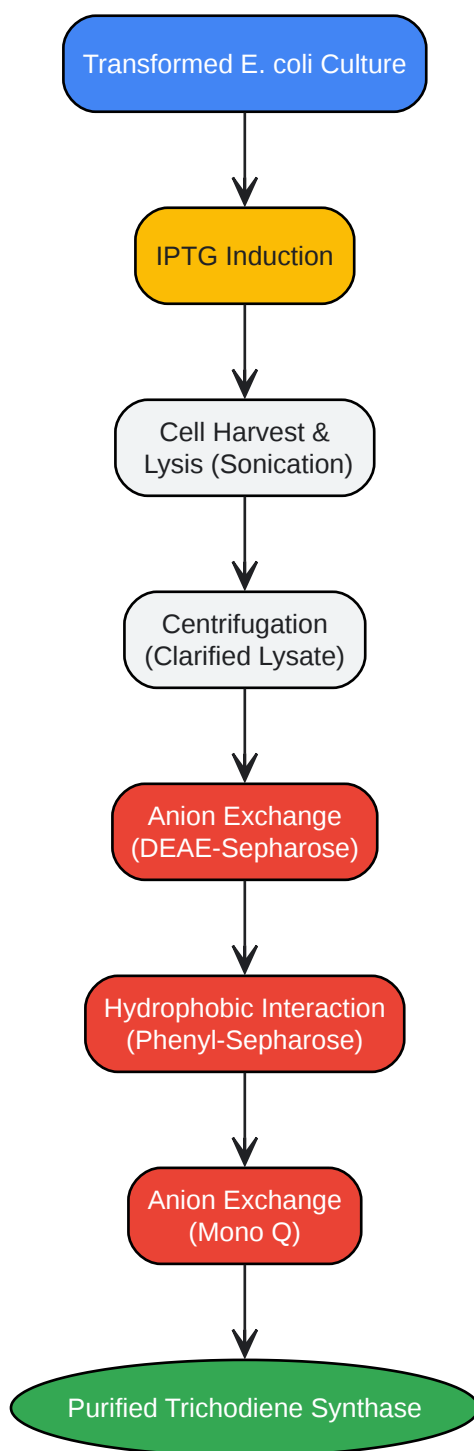 Transformed E. coli Culture
IPTG Induction
Cell Harvest &
Lysis (Sonication)
Centrifugation
(Clarified Lysate)
Anion Exchange
(DEAE-Sepharose)
Hydrophobic Interaction
(Phenyl-Sepharose)
Anion Exchange
(Mono Q)
Purified Trichodiene Synthase